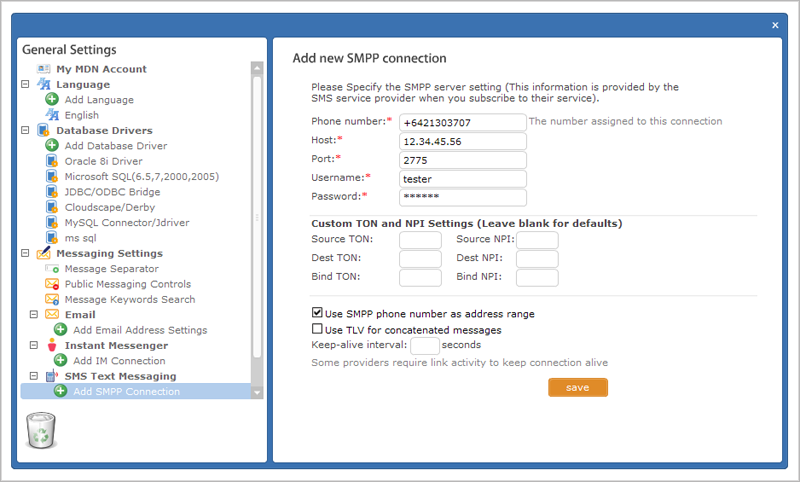 x
General Settings
My MDN Account
Language
Add Language
English
Database Drivers
Add Database Driver
Oracle 8i Driver
Microsoft SQL(6.5,7,2000,2005)
JDBC/ODBC Bridge
Cloudscape/Derby
MySQL Connector/Jdriver
ms sql
Messaging Settings
Message Separator
Public Messaging Controls
Message Keywords Search
Email
Add Email Address Settings
Instant Messenger
Add IM Connection
SMS Text Messaging
Add SMPP Connection
Add new SMPP connection
Please Specify the SMPP server setting (This information is provided by the
SMS service provider when you subscribe to their service).
Phone number:* +6421303707 The number assigned to this connection
Host:* 12.34.45.56
Port:* 2775
Username:* tester
Password:* ******
Custom TON and NPI Settings (Leave blank for defaults)
Source TON: Source NPI:
Dest TON: Dest NPI:
Bind TON: Bind NPI:
Use SMPP phone number as address range
Use TLV for concatenated messages
Keep-alive interval: seconds
Some providers require link activity to keep connection alive
save